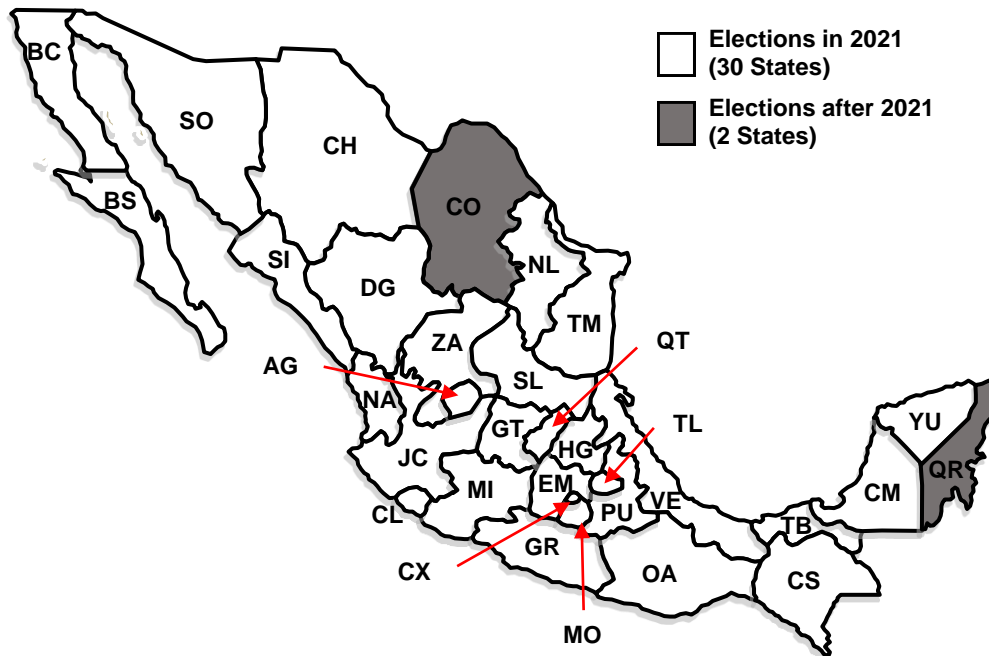 Elections in 2021
(30 States)
Elections after 2021
(2 States)
BC
SO
CH
BS
CO
SI
NL
DG
TM
ZA
QT
AG
SL
NA
TL
GT
YU
HG
JC
QR
EM
MI
CM
VE
CL
PU
TB
GR
CX
OA
CS
MO